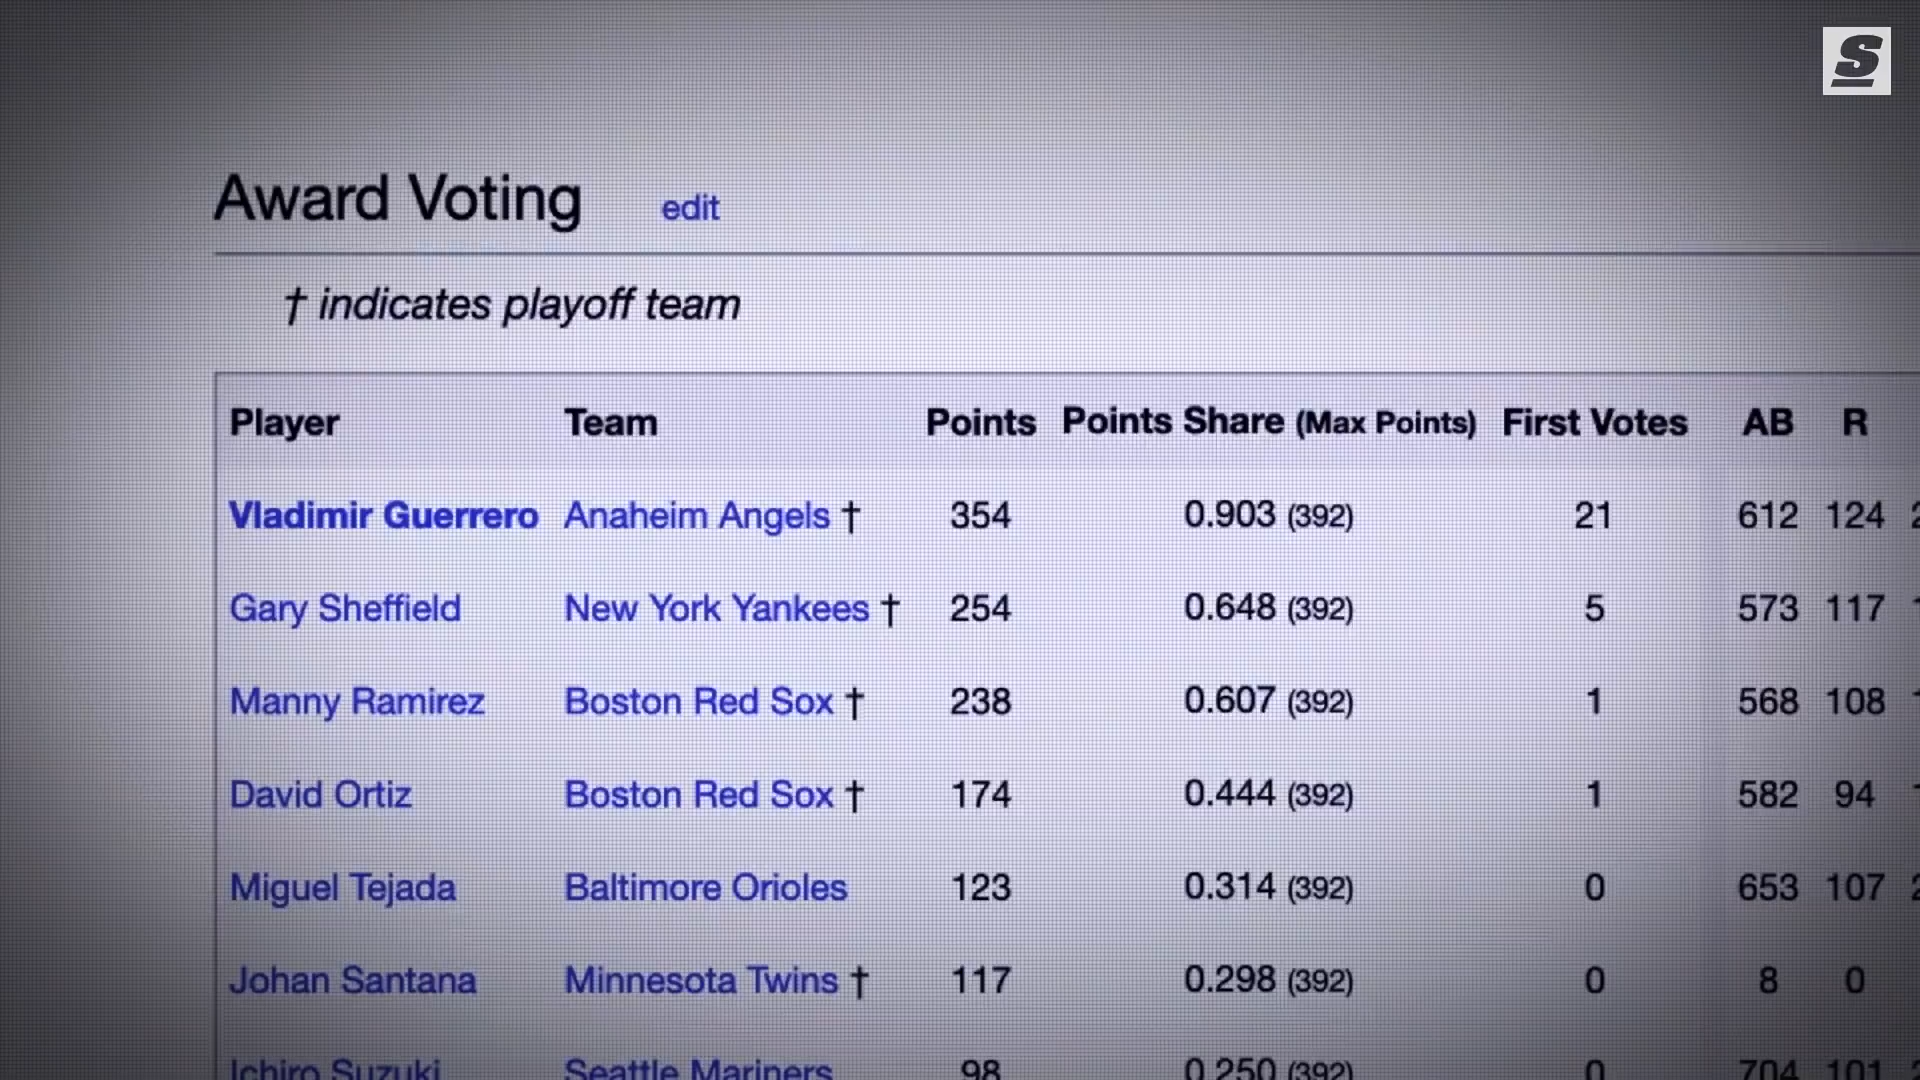 S
Award Voting edit
† indicates playoff team
Player Team Points Points Share (Max Points) First Votes AB R
Vladimir Guerrero Anaheim Angels † 354 0.903 (392) 21 612 124
Gary Sheffield New York Yankees † 254 0.648 (392) 5 573 117
Manny Ramirez Boston Red Sox † 238 0.607 (392) 1 568 108
David Ortiz Boston Red Sox † 174 0.444 (392) 1 582 94
Miguel Tejada Baltimore Orioles 123 0.314 (392) 0 653 107
Johan Santana Minnesota Twins † 117 0.298 (392) 0 8 0
Ichiro Suzuki Seattle Mariners 98 0.250 (392) 0 704 101